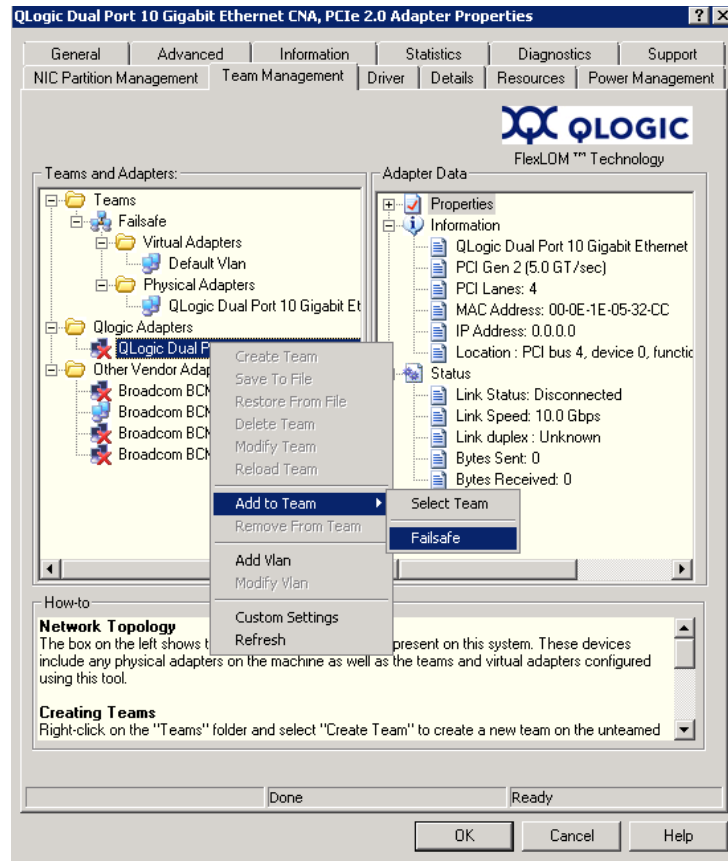 QLogic Dual Port 10 Gigabit Ethernet CNA, PCIe 2.0 Adapter Properties
General Advanced Information Statistics Diagnostics Support
NIC Partition Management Team Management Driver Details Resources Power Management
QLOGIC
FlexLOM ™ Technology
Teams and Adapters:
Teams
Failsafe
Virtual Adapters
Default Vlan
Physical Adapters
QLogic Dual Port 10 Gigabit Et
Qlogic Adapters
QLogic Dual P
Other Vendor Adap
Broadcom BCM
Broadcom BCM
Broadcom BCM
Broadcom BCM
Create Team
Save To File
Restore From File
Delete Team
Modify Team
Reload Team
Add to Team
Remove From Team
Add Vlan
Modify Vlan
Custom Settings
Refresh
Select Team
Failsafe
Adapter Data
Properties
Information
QLogic Dual Port 10 Gigabit Ethernet
PCI Gen 2 (5.0 GT/sec)
PCI Lanes: 4
MAC Address: 00-0E-1E-05-32-CC
IP Address: 0.0.0.0
Location : PCI bus 4, device 0, functic
Status
Link Status: Disconnected
Link Speed: 10.0 Gbps
Link duplex : Unknown
Bytes Sent: 0
Bytes Received: 0
How-to
Network Topology
The box on the left shows t present on this system. These devices
include any physical adapters on the machine as well as the teams and virtual adapters configured
using this tool.
Creating Teams
Right-click on the "Teams" folder and select "Create Team" to create a new team on the unteamed
Done Ready
OK Cancel Help